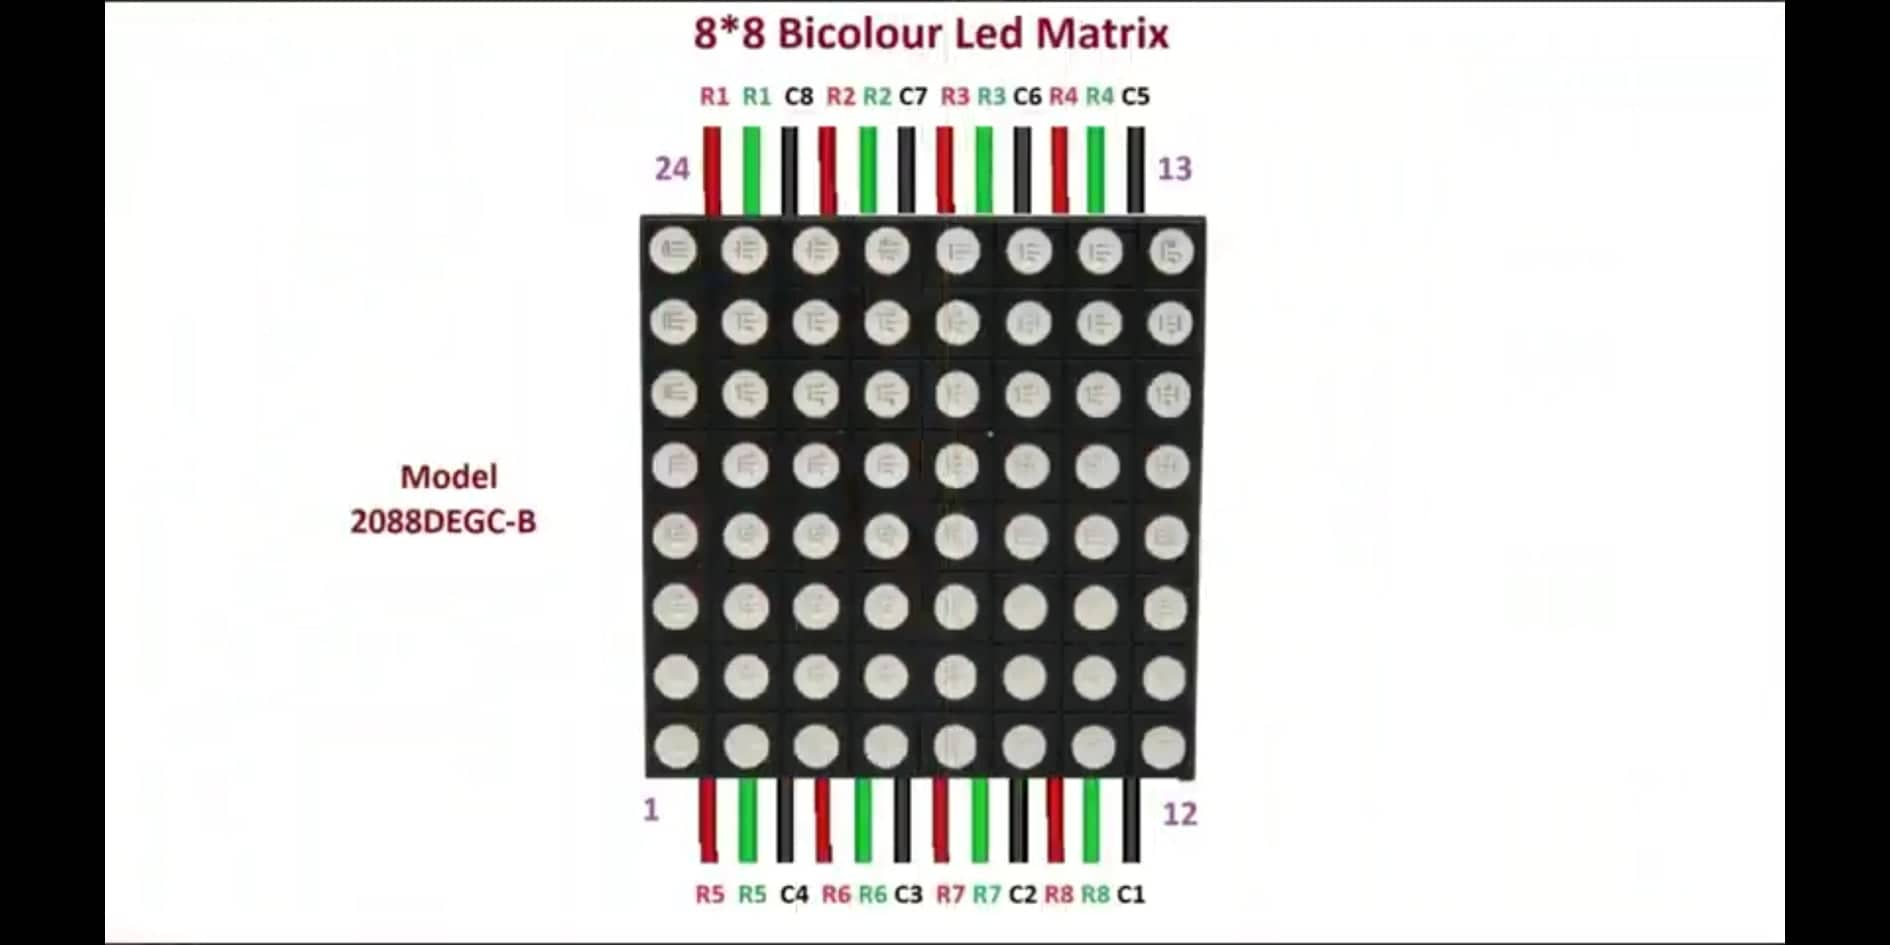 8*8 Bicolour Led Matrix
R1 R1 C8 R2 R2 C7 R3 R3 C6 R4 R4 C5
24 13
Model
2088DEGC-B
1 12
R5 R5 C4 R6 R6 C3 R7 R7 C2 R8 R8 C1